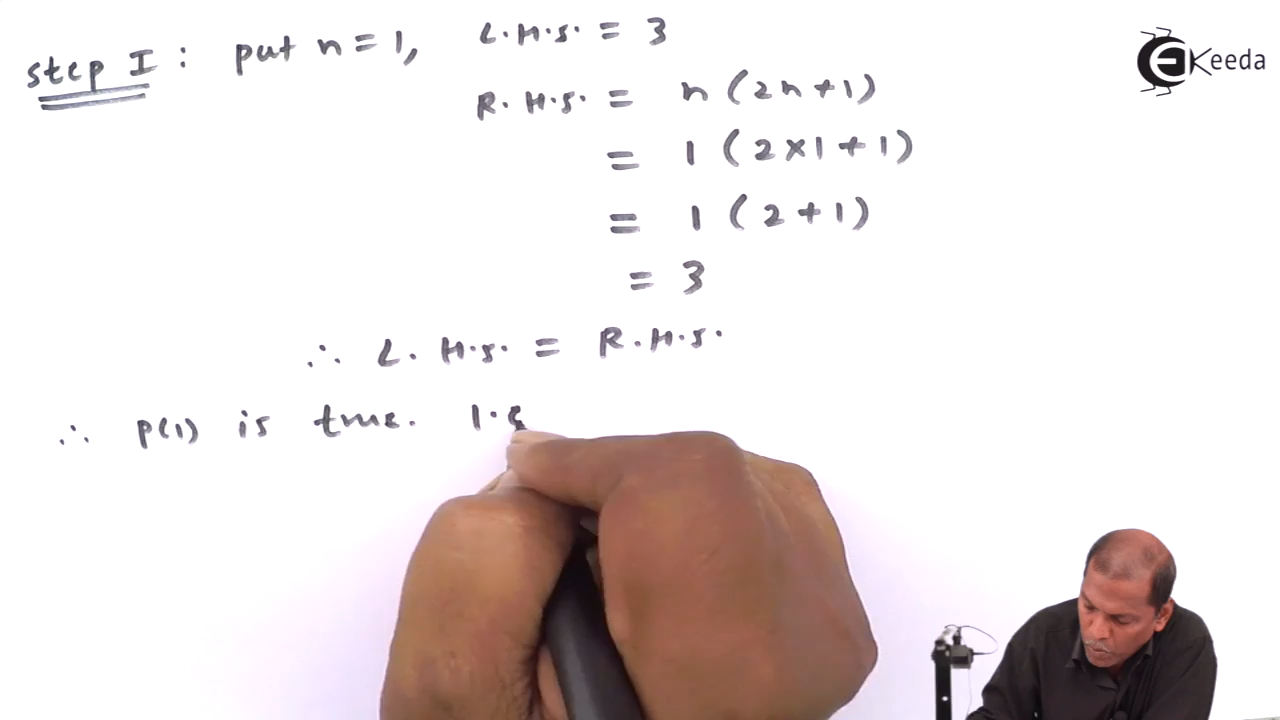 step I : put n = 1, L.H.S. = 3
R.H.S. = n (2n+1)
= 1 (2×1+1)
= 1 (2+1)
= 3
∴ L.H.S. = R.H.S.
∴ P(1) is true. I.e
EKeeda